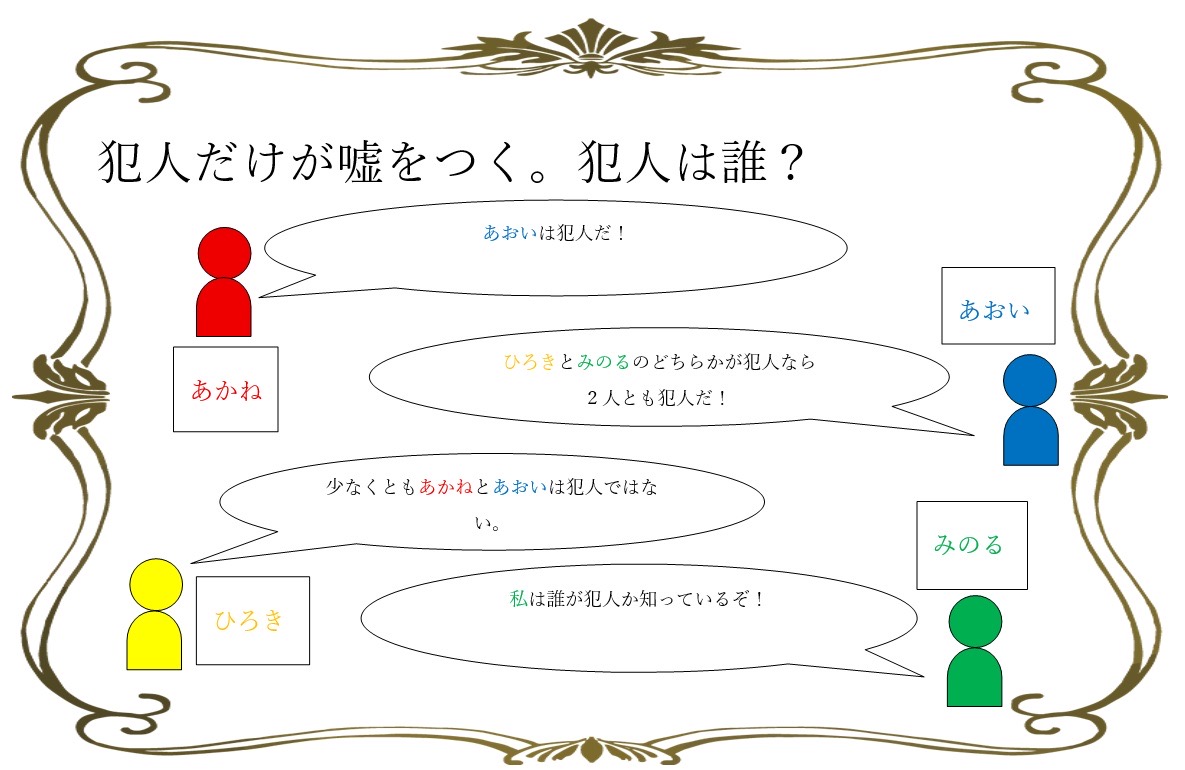 犯人だけが嘘をつく。犯人は誰？
あおいは犯人だ！
あおい
ひろきとみのるのどちらかが犯人なら
２人とも犯人だ！
あかね
少なくともあかねとあおいは犯人ではな
い。
みのる
私は誰が犯人か知っているぞ！
ひろき